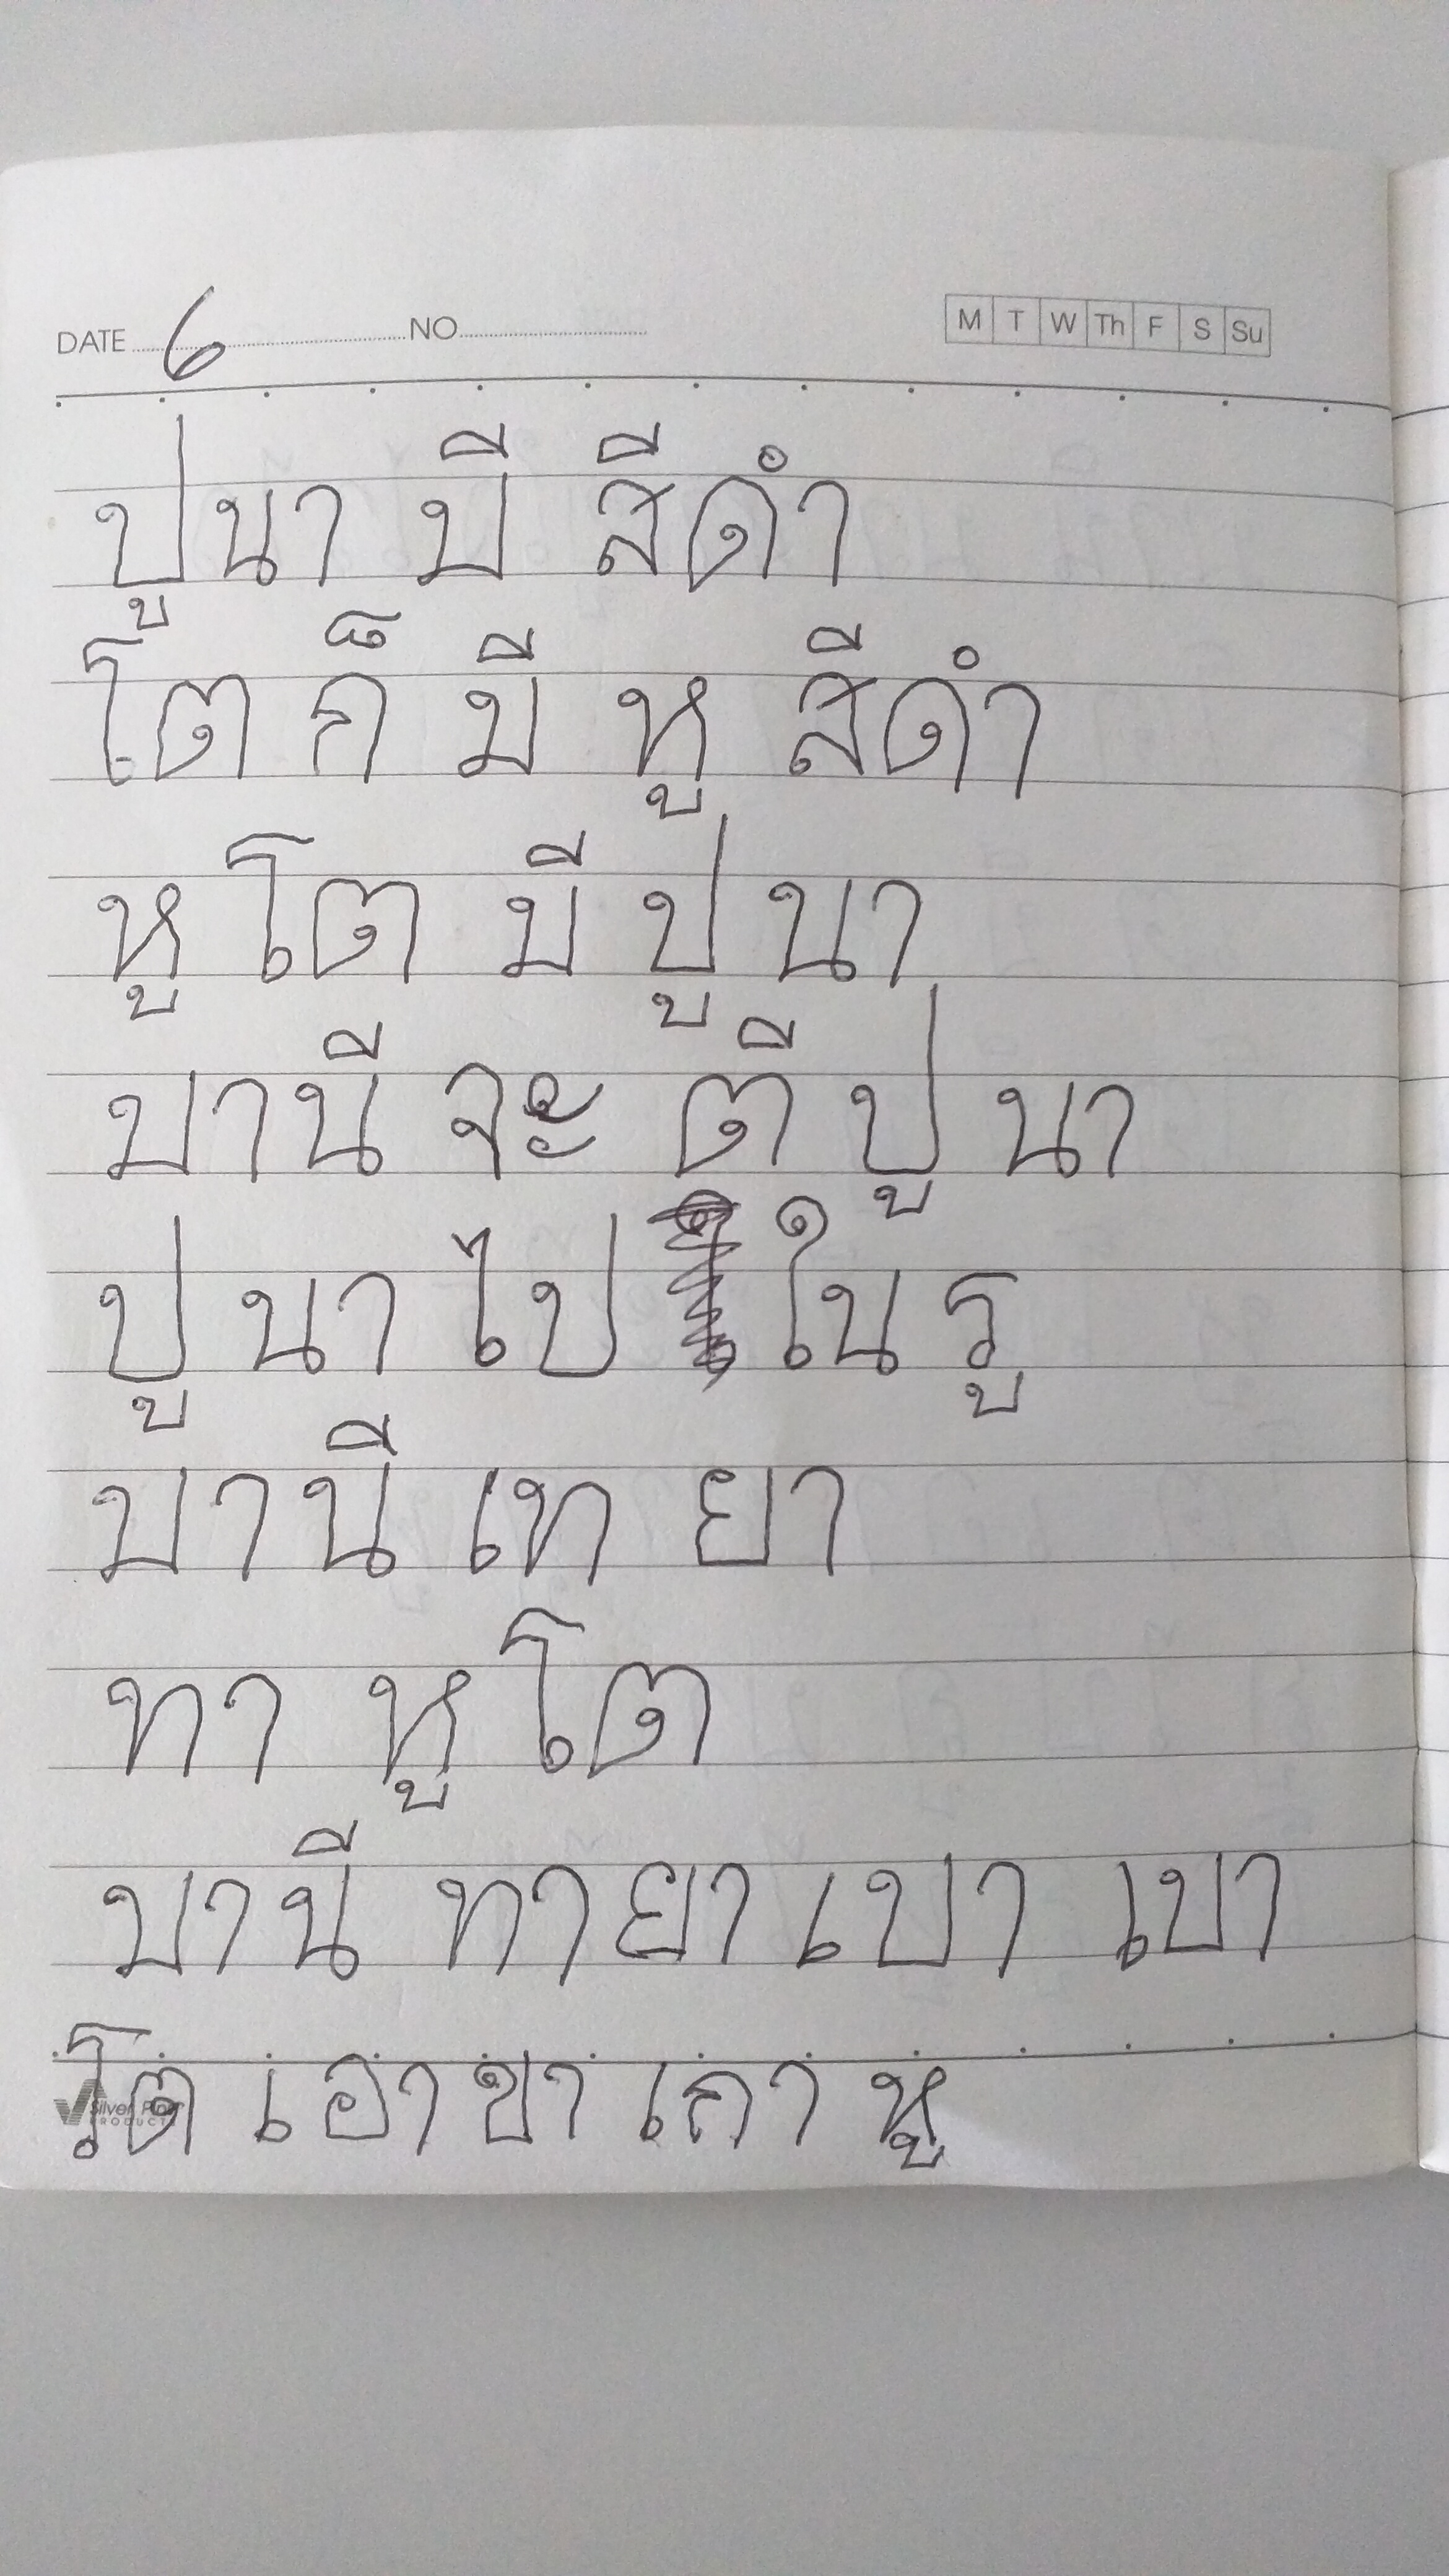 DATE 6 NO M T W Th F S Su
ปูนา มี สีดำ
โต ก็ มี หู สีดำ
หู โต มี ปู นา
มานี จะ ตี ปู นา
ปู นา ไป ใน รู
มานี เท ยา
ทา หู โต
มานี ทายา เบา เบา
โต เอาขา เกา หู
Silver Pine PRODUCT